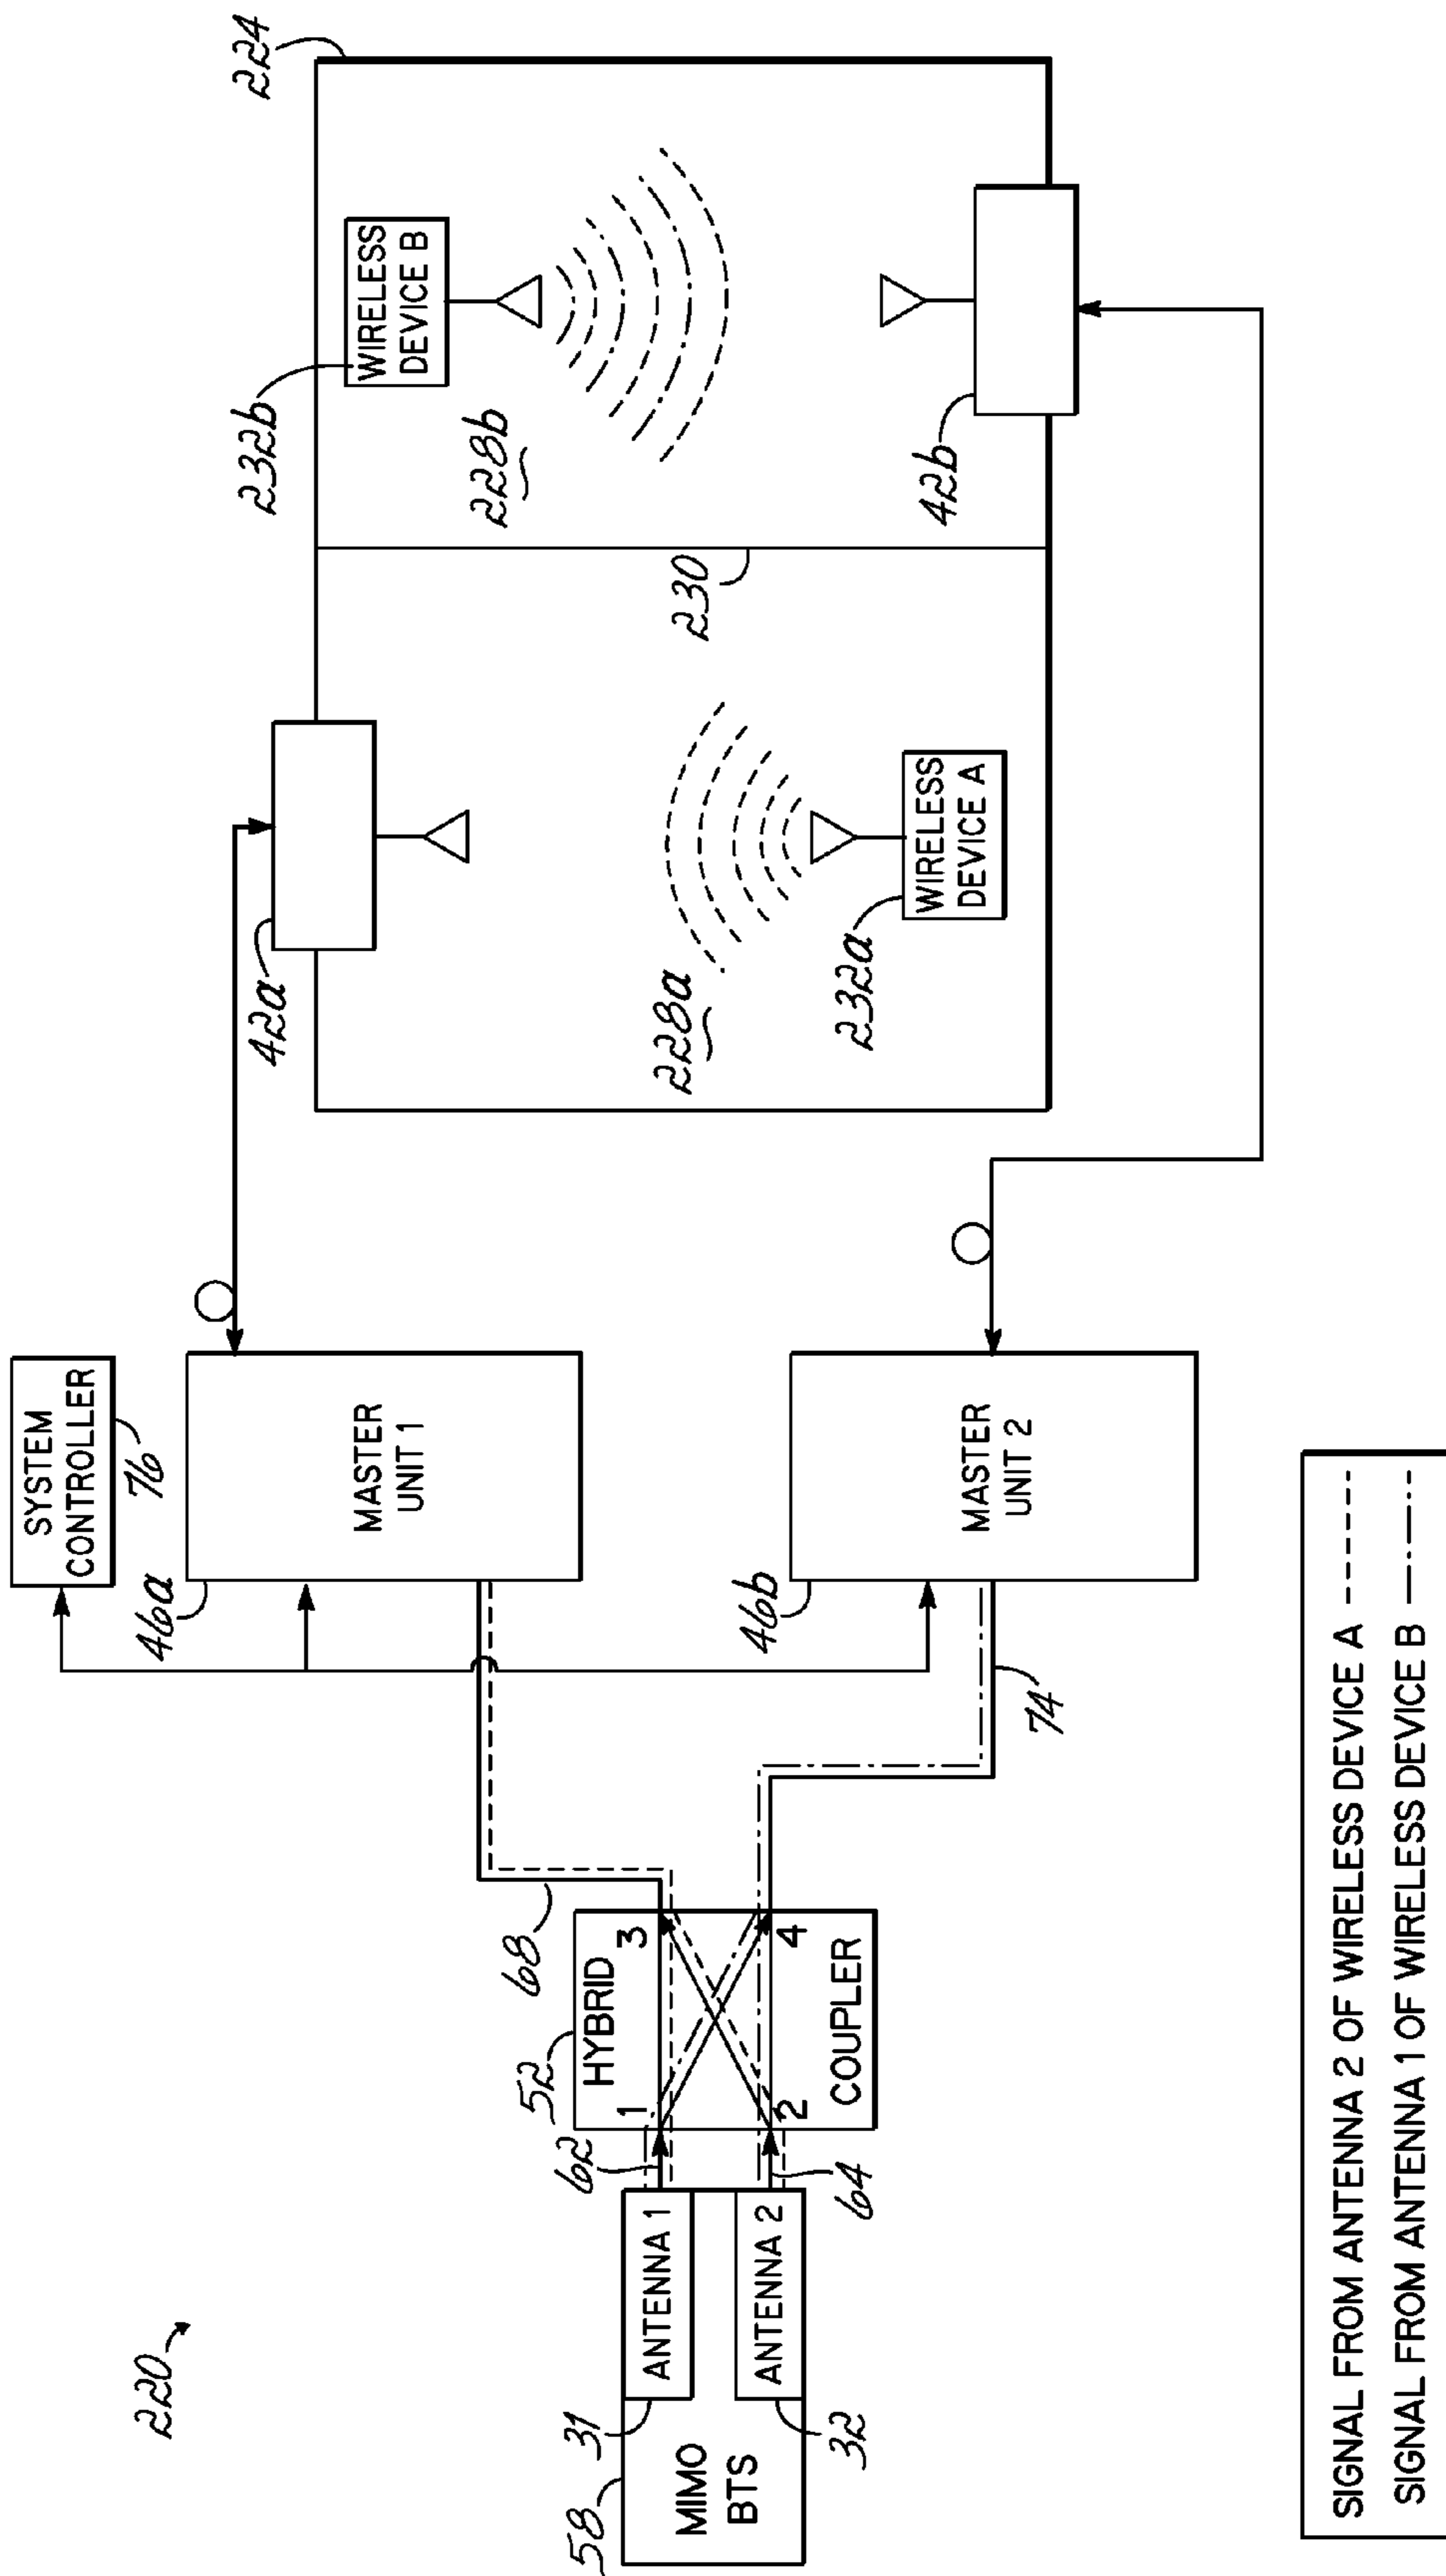 220
SYSTEM
CONTROLLER
76
46a
MASTER
UNIT 1
42a
224
232b
WIRELESS
DEVICE B
228b
230
228a
232a
WIRELESS
DEVICE A
42b
58
MIMO
BTS
31
ANTENNA 1
ANTENNA 2
32
62
64
52
HYBRID
1
3
2
4
COUPLER
68
46b
MASTER
UNIT 2
74
SIGNAL FROM ANTENNA 2 OF WIRELESS DEVICE A
SIGNAL FROM ANTENNA 1 OF WIRELESS DEVICE B